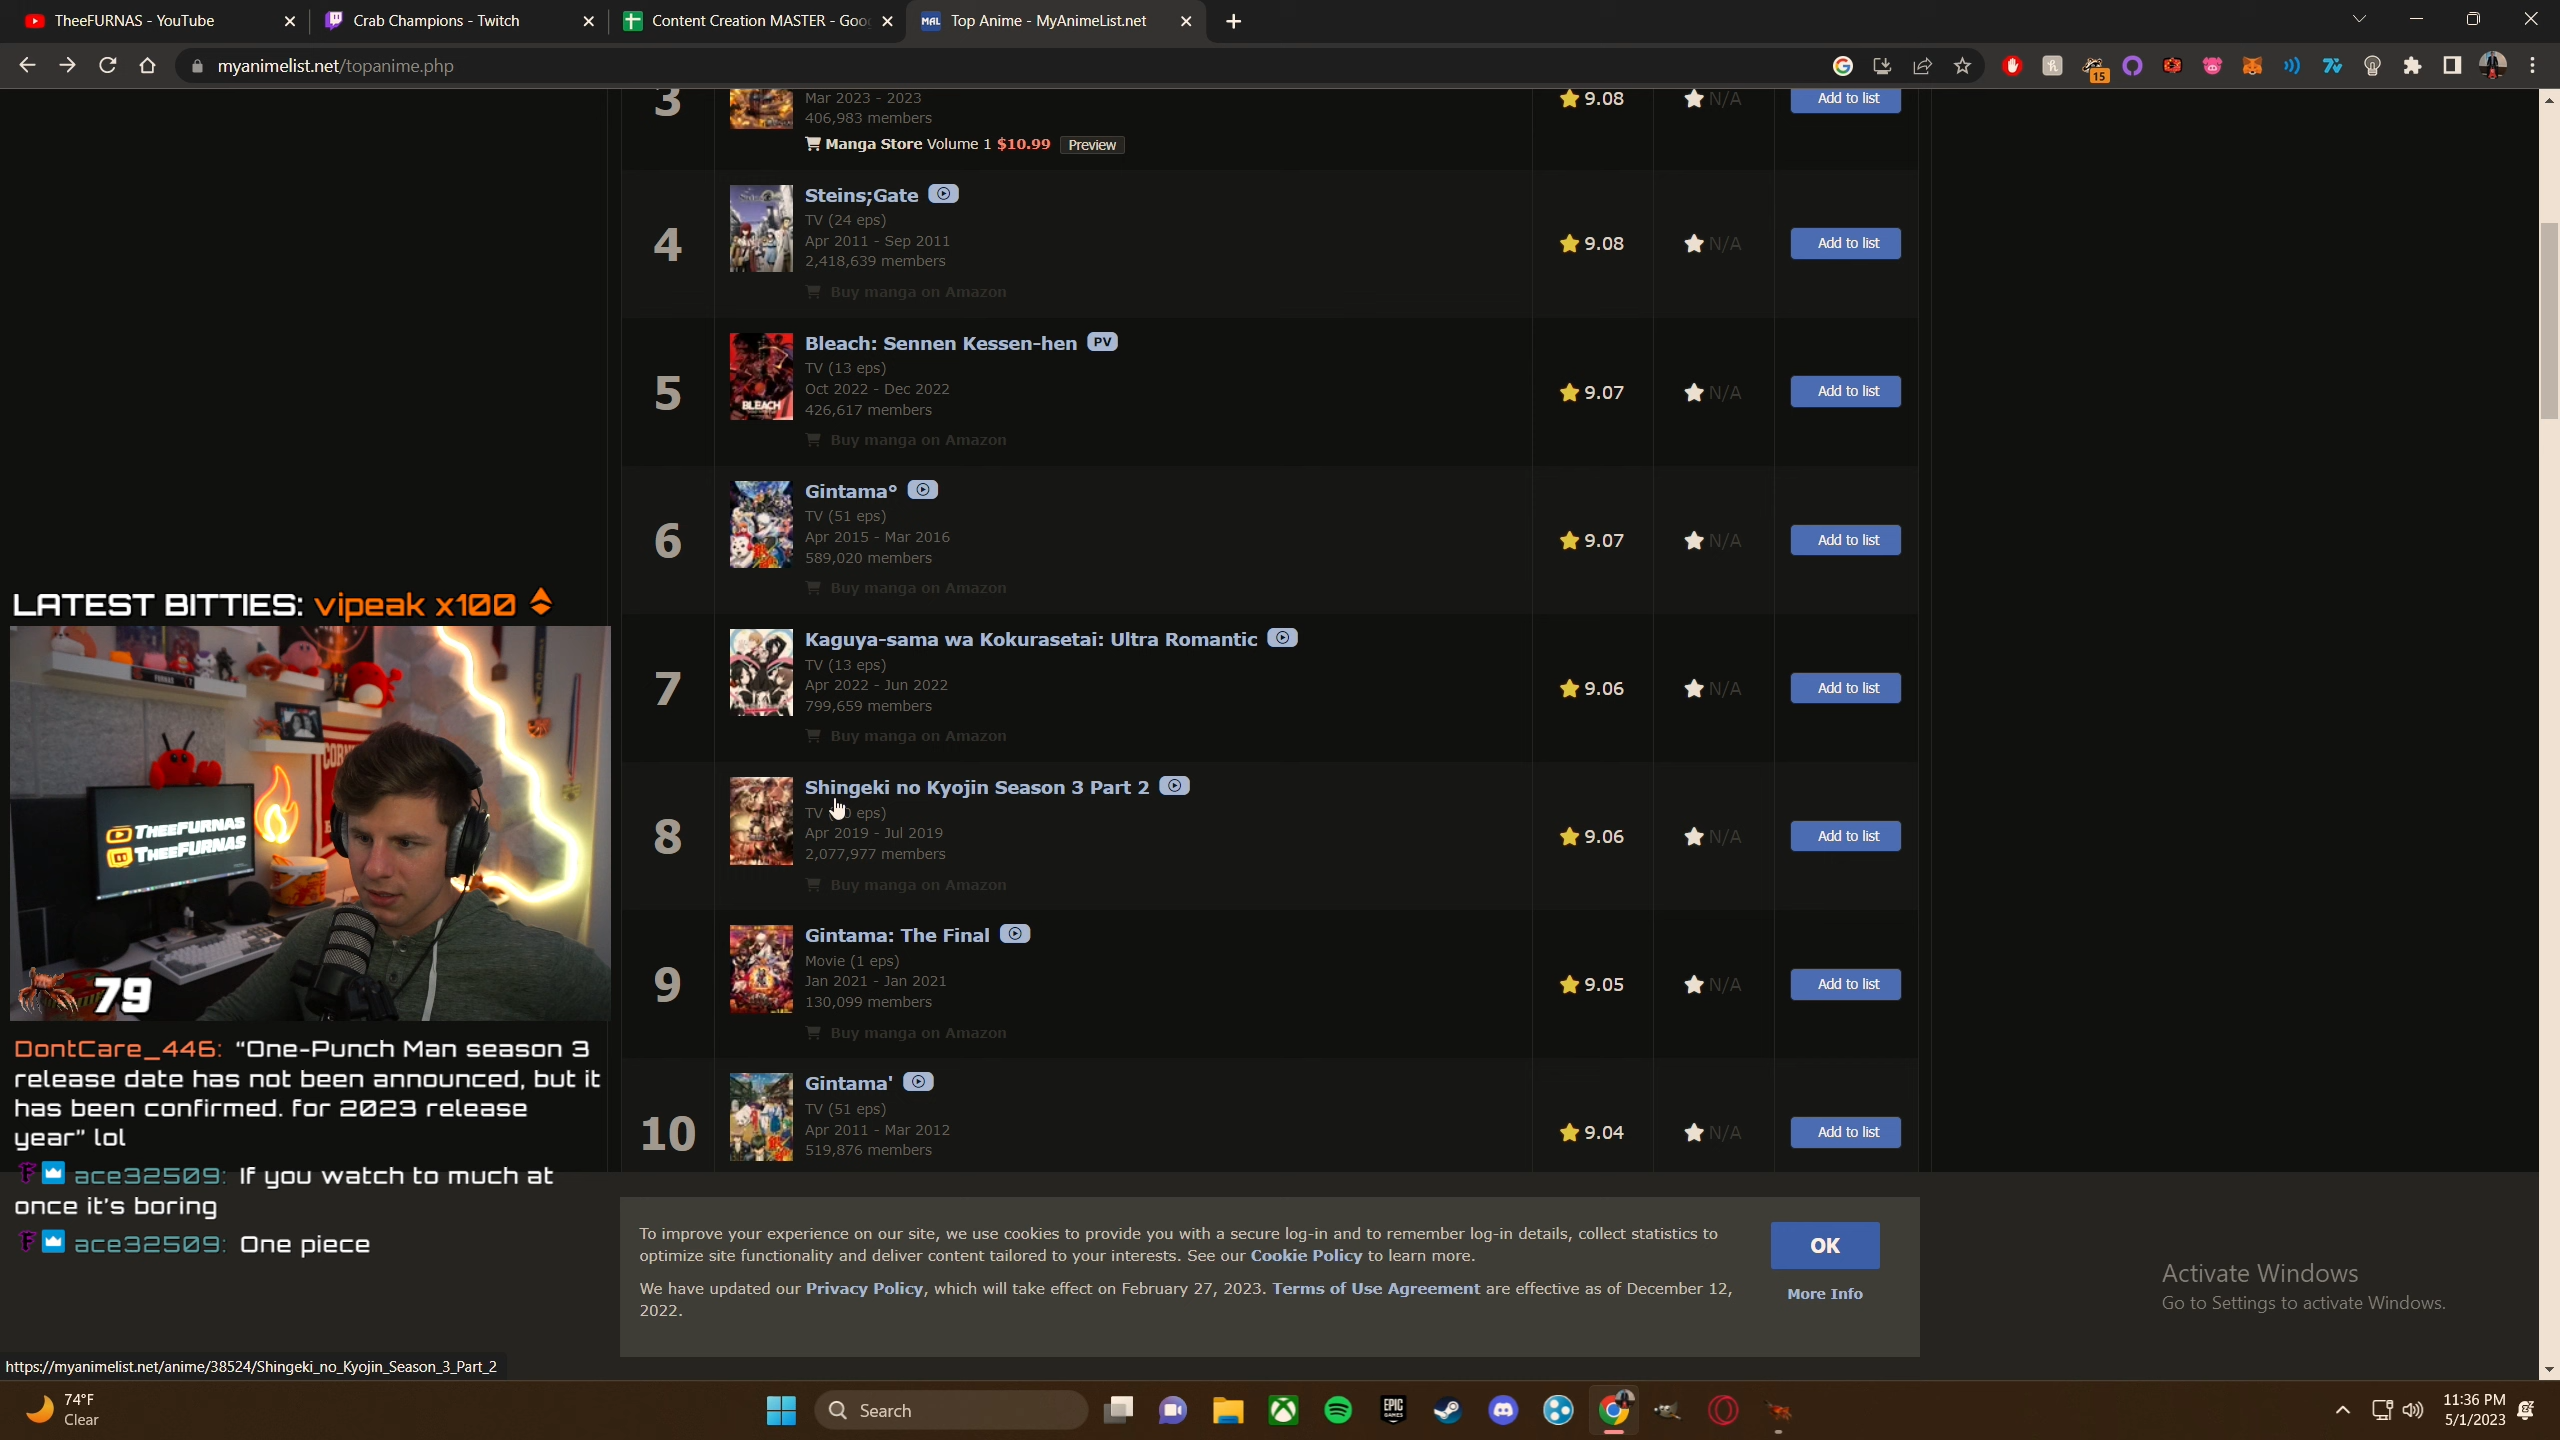 TheeFURNAS - YouTube
Crab Champions - Twitch
Content Creation MASTER - Goo
MAL Top Anime - MyAnimeList.net
myanimelist.net/topanime.php
15
3
Mar 2023 - 2023
406,983 members
Manga Store Volume 1 $10.99 Preview
9.08
N/A
Add to list
4
Steins;Gate
TV (24 eps)
Apr 2011 - Sep 2011
2,418,639 members
Buy manga on Amazon
9.08
N/A
Add to list
5
BLEACH
Bleach: Sennen Kessen-hen PV
TV (13 eps)
Oct 2022 - Dec 2022
426,617 members
Buy manga on Amazon
9.07
N/A
Add to list
6
Gintama°
TV (51 eps)
Apr 2015 - Mar 2016
589,020 members
Buy manga on Amazon
9.07
N/A
Add to list
7
Kaguya-sama wa Kokurasetai: Ultra Romantic
TV (13 eps)
Apr 2022 - Jun 2022
799,659 members
Buy manga on Amazon
9.06
N/A
Add to list
8
Shingeki no Kyojin Season 3 Part 2
TV 0 eps)
Apr 2019 - Jul 2019
2,077,977 members
Buy manga on Amazon
9.06
N/A
Add to list
9
Gintama: The Final
Movie (1 eps)
Jan 2021 - Jan 2021
130,099 members
Buy manga on Amazon
9.05
N/A
Add to list
10
Gintama'
TV (51 eps)
Apr 2011 - Mar 2012
519,876 members
9.04
N/A
Add to list
LATEST BITTIES: vipeak x100
FURNAS
CORN
THEEFURNAS
THEEFURNAS
79
DontCare_446: “One-Punch Man season 3
release date has not been announced, but it
has been confirmed. for 2023 release
year” lol
ace32509: If you watch to much at
once it's boring
ace32509: One piece
To improve your experience on our site, we use cookies to provide you with a secure log-in and to remember log-in details, collect statistics to
optimize site functionality and deliver content tailored to your interests. See our Cookie Policy to learn more.
We have updated our Privacy Policy, which will take effect on February 27, 2023. Terms of Use Agreement are effective as of December 12,
2022.
OK
More Info
Activate Windows
Go to Settings to activate Windows.
https://myanimelist.net/anime/38524/Shingeki_no_Kyojin_Season_3_Part_2
74°F
Clear
Search
EPIC
GAMES
11:36 PM
5/1/2023